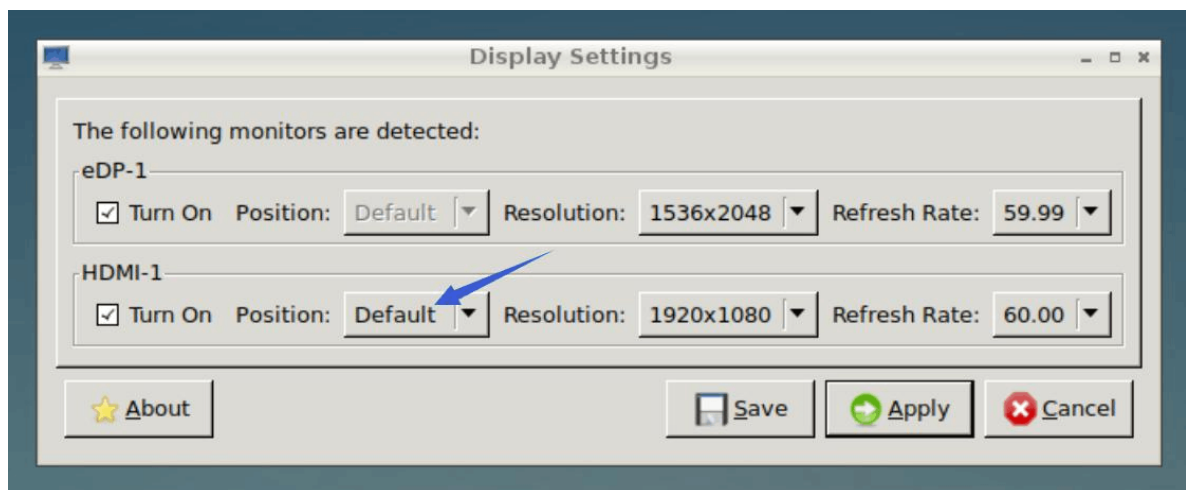 Display Settings
The following monitors are detected:
eDP-1
Turn On Position: Default Resolution: 1536x2048 Refresh Rate: 59.99
HDMI-1
Turn On Position: Default Resolution: 1920x1080 Refresh Rate: 60.00
About Save Apply Cancel